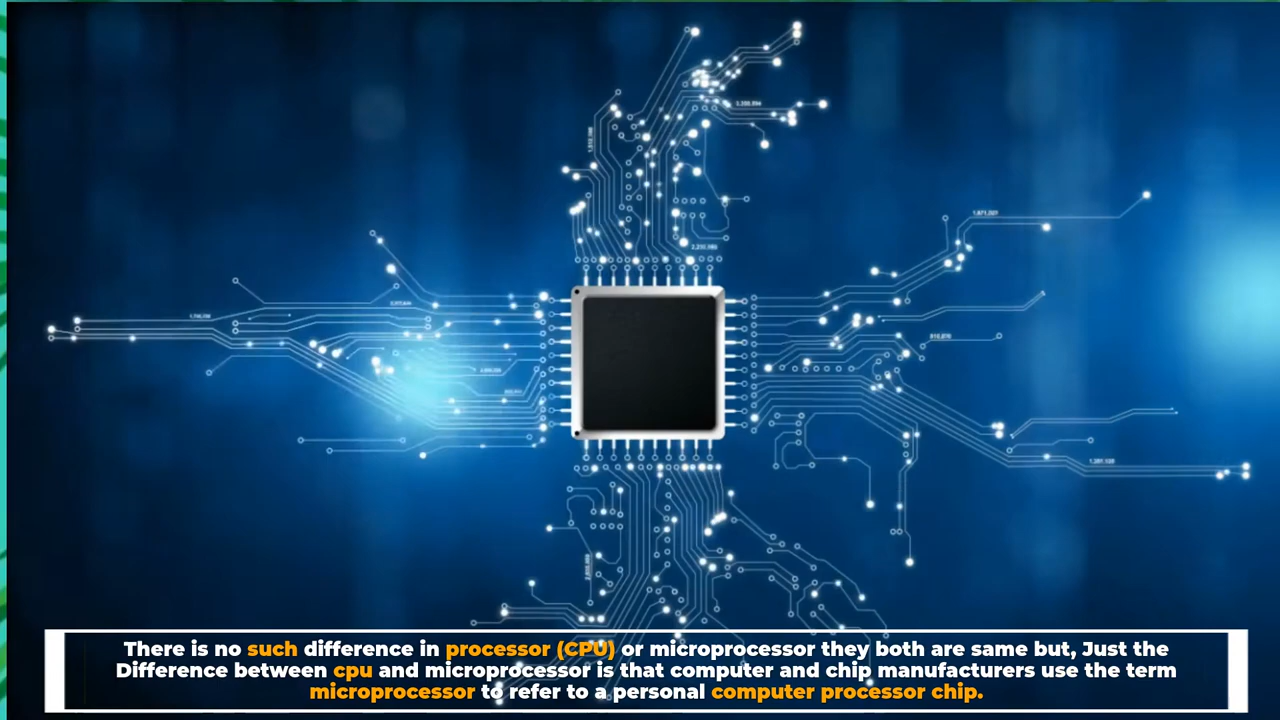 There is no such difference in processor (CPU) or microprocessor they both are same but, Just the
Difference between cpu and microprocessor is that computer and chip manufacturers use the term
microprocessor to refer to a personal computer processor chip.